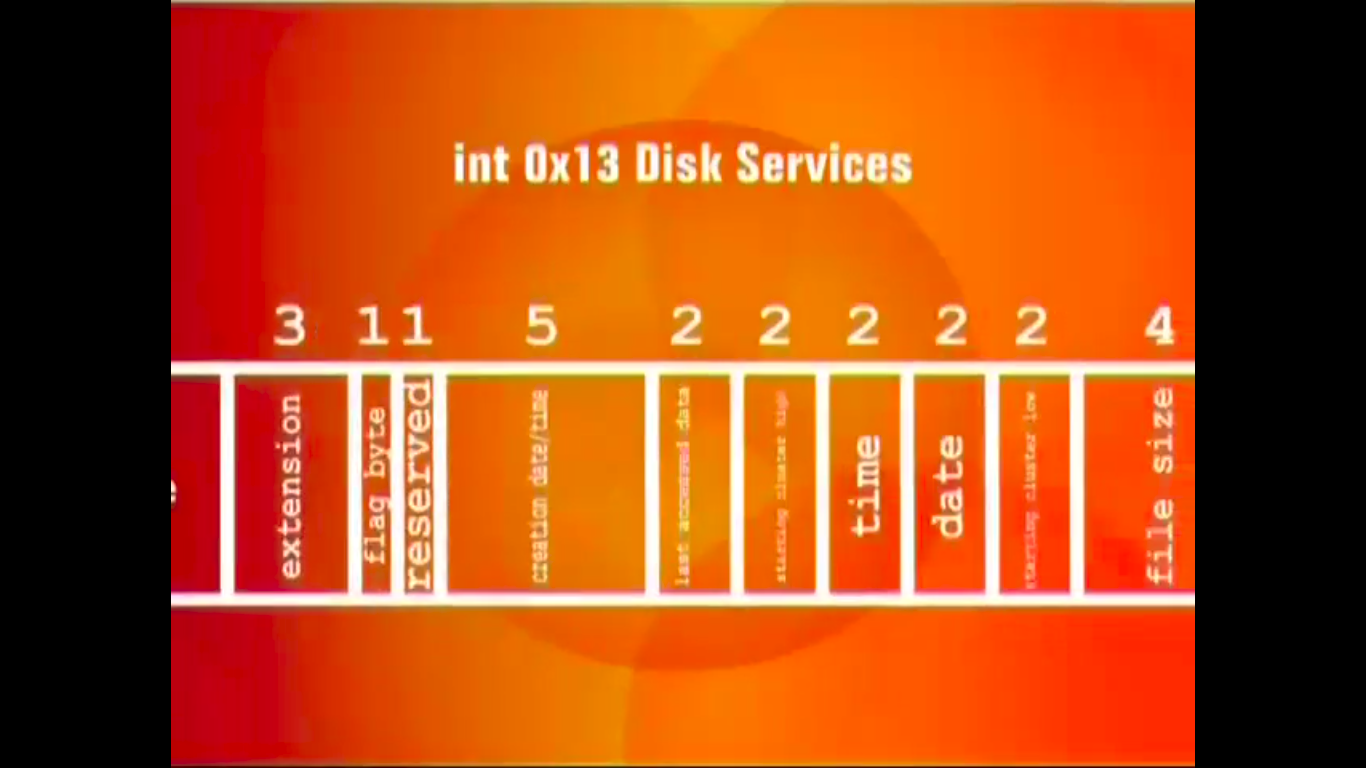 int 0x13 Disk Services
3 1 1 5 2 2 2 2 2 4
extension
flag byte
reserved
creation date/time
last accessed data
starting cluster high
time
date
starting cluster low
file size